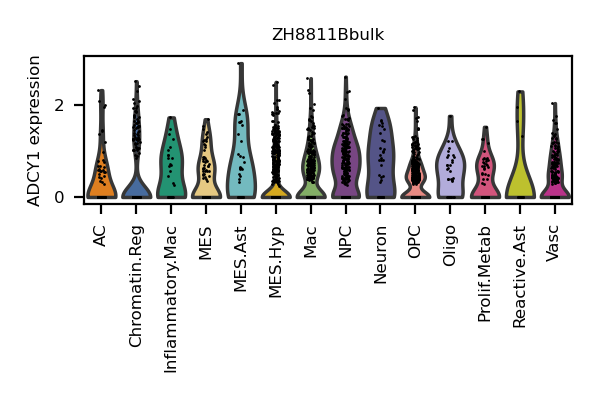 ZH8811Bbulk
ADCY1 expression
2
0
AC
Chromatin.Reg
Inflammatory.Mac
MES
MES.Ast
MES.Hyp
Mac
NPC
Neuron
OPC
Oligo
Prolif.Metab
Reactive.Ast
Vasc